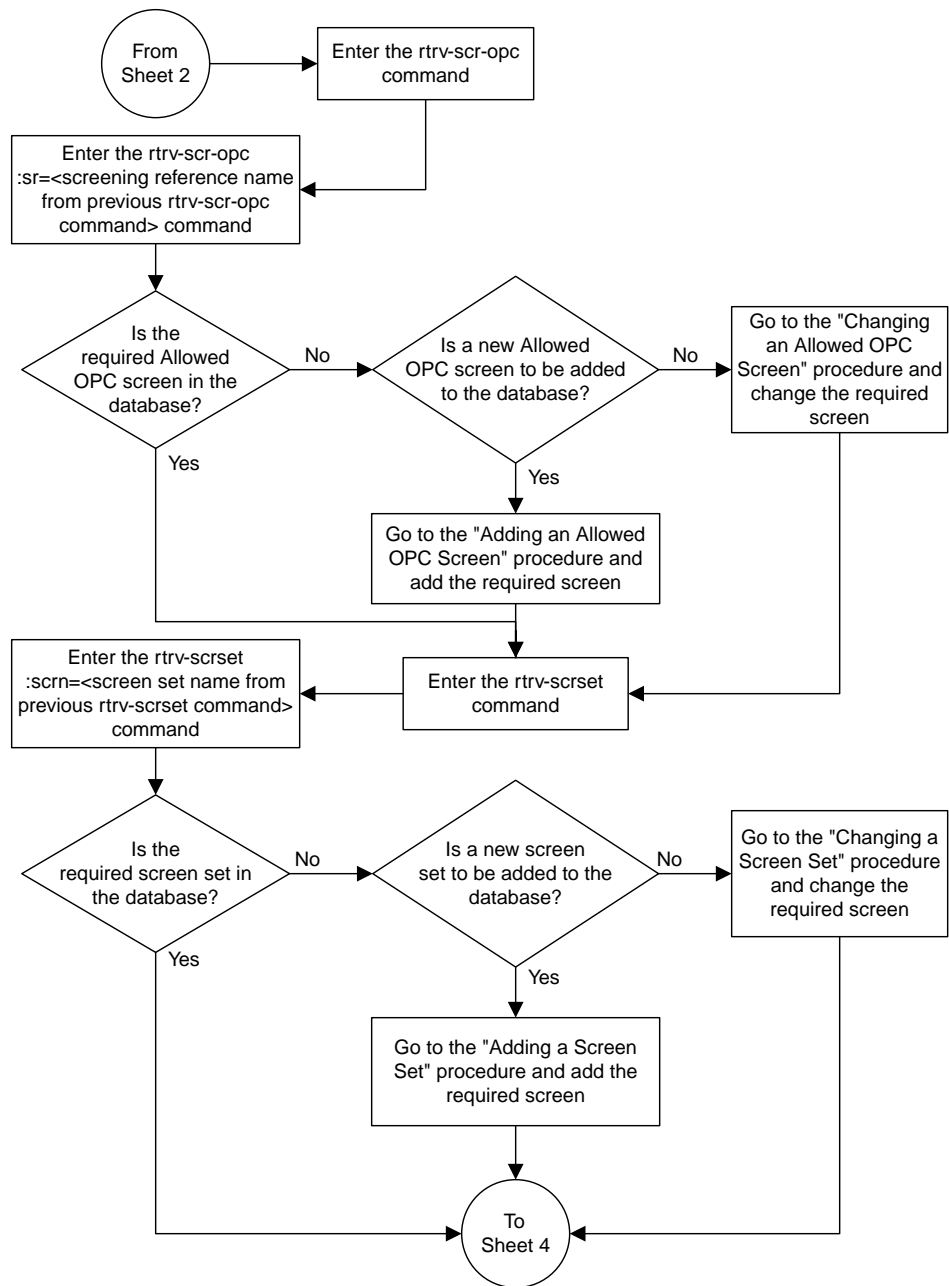 From
Sheet 2
Enter the rtrv-scr-opc
command
Enter the rtrv-scr-opc
:sr=<screening reference name
from previous rtrv-scr-opc
command> command
Is the
required Allowed
OPC screen in the
database?
No
Is a new Allowed
OPC screen to be added
to the database?
No
Go to the "Changing
an Allowed OPC
Screen" procedure and
change the required
screen
Yes
Yes
Go to the "Adding an Allowed
OPC Screen" procedure and
add the required screen
Enter the rtrv-scrset
command
Enter the rtrv-scrset
:scrn=<screen set name from
previous rtrv-scrset command>
command
Is the
required screen set in
the database?
No
Is a new screen
set to be added to the
database?
No
Go to the "Changing a
Screen Set" procedure
and change the
required screen
Yes
Yes
Go to the "Adding a Screen
Set" procedure and add the
required screen
To
Sheet 4